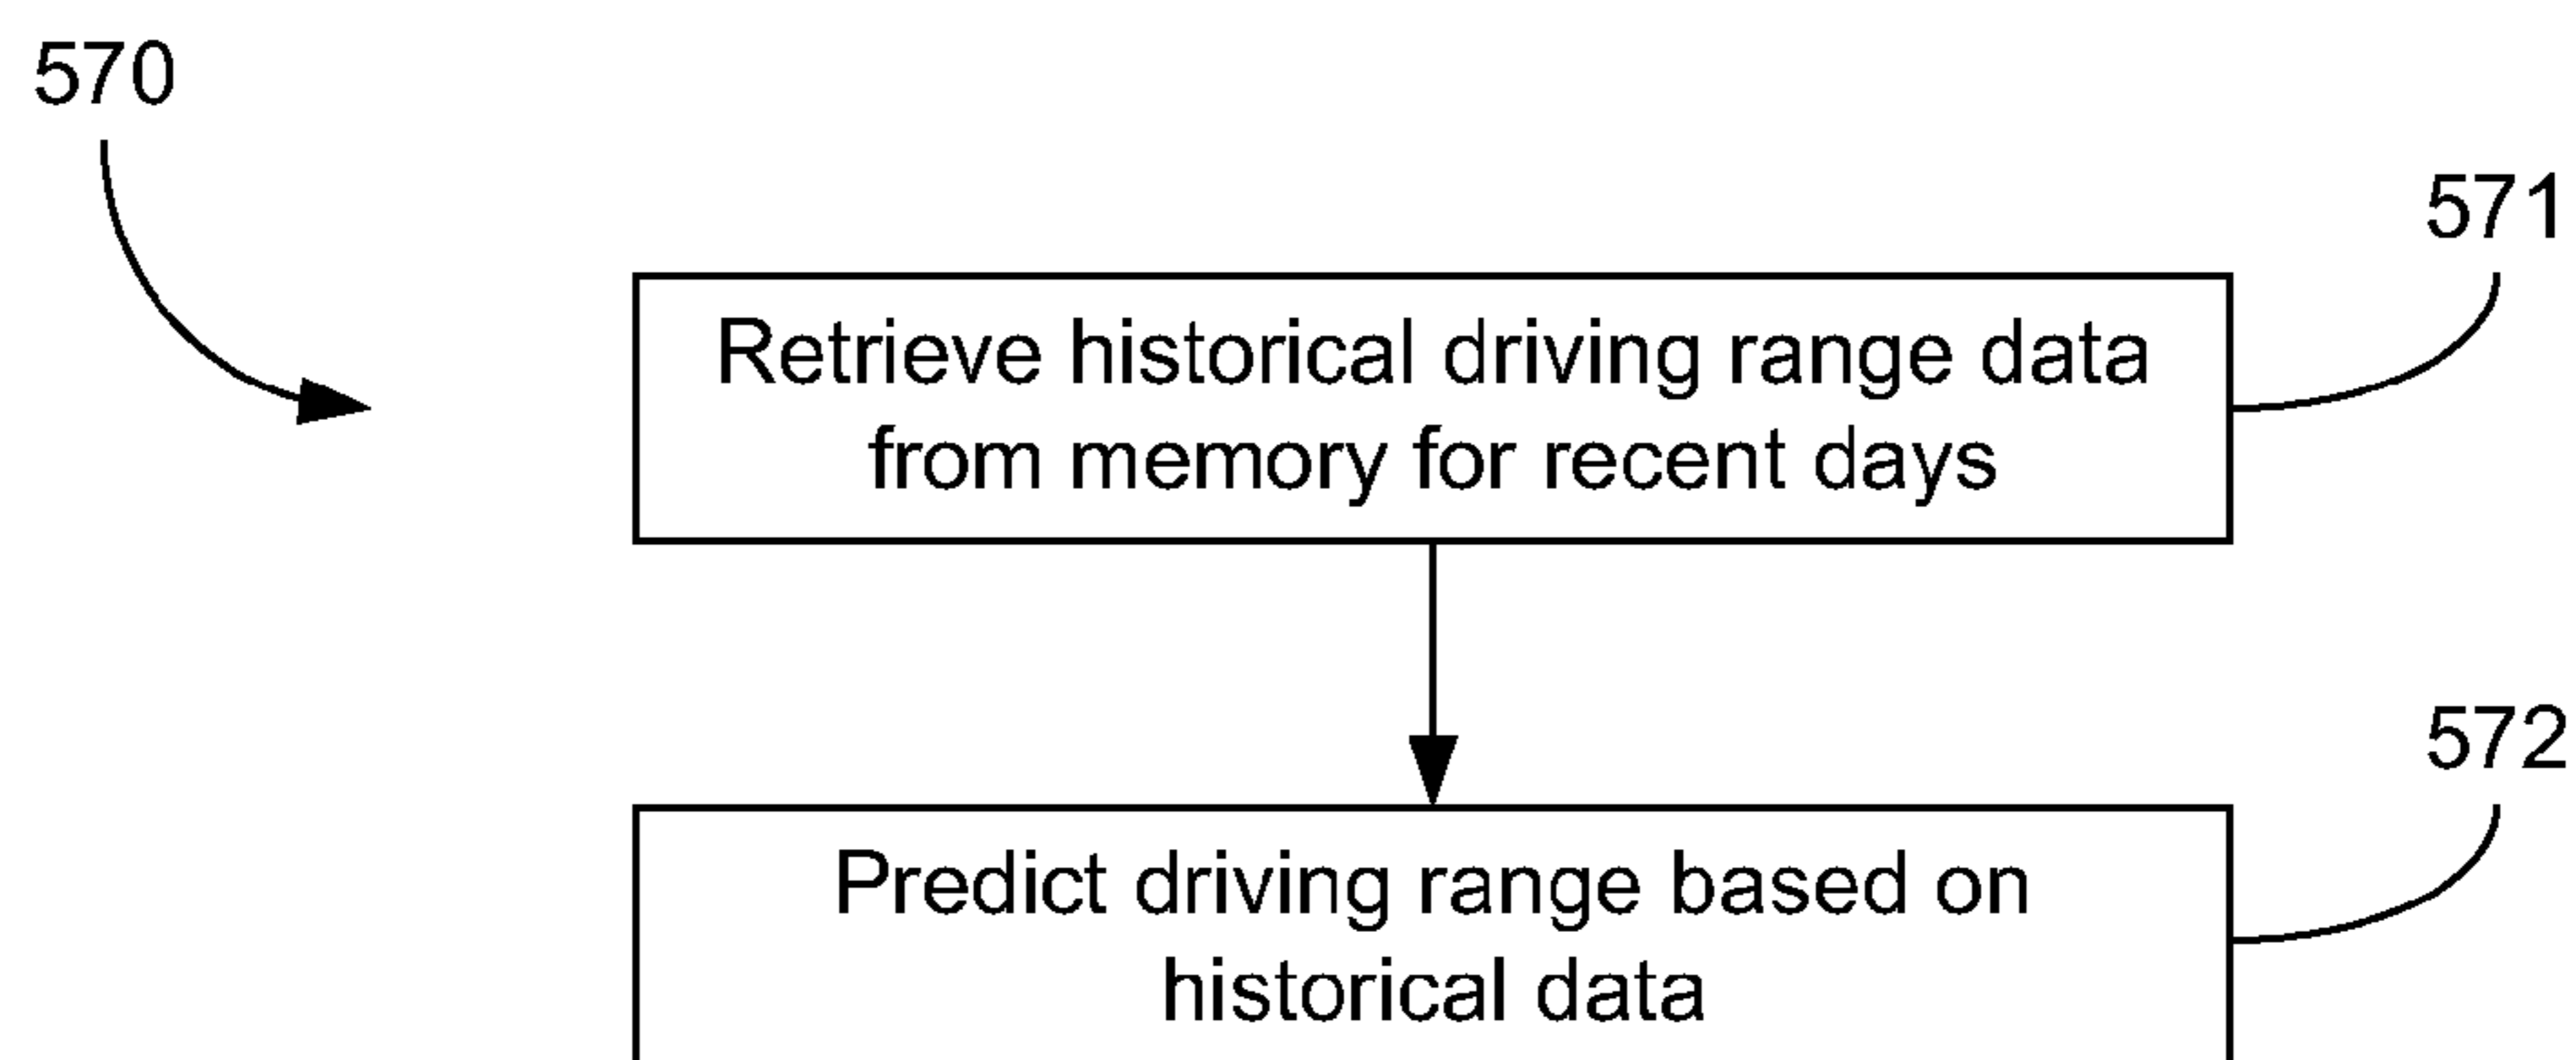 570
571
Retrieve historical driving range data
from memory for recent days
572
Predict driving range based on
historical data